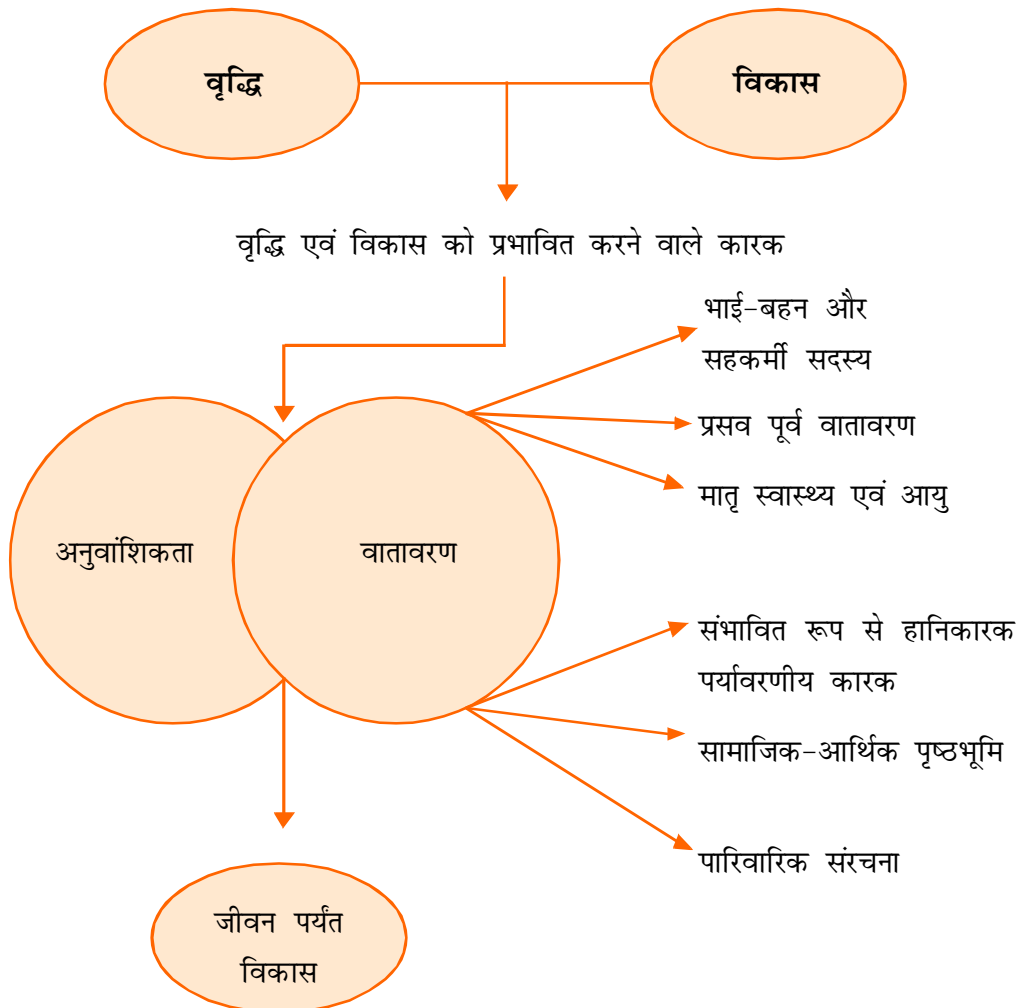 वृद्धि
विकास
वृद्धि एवं विकास को प्रभावित करने वाले कारक
भाई-बहन और
सहकर्मी सदस्य
प्रसव पूर्व वातावरण
मातृ स्वास्थ्य एवं आयु
अनुवांशिकता
वातावरण
संभावित रूप से हानिकारक
पर्यावरणीय कारक
सामाजिक-आर्थिक पृष्ठभूमि
पारिवारिक संरचना
जीवन पर्यंत
विकास